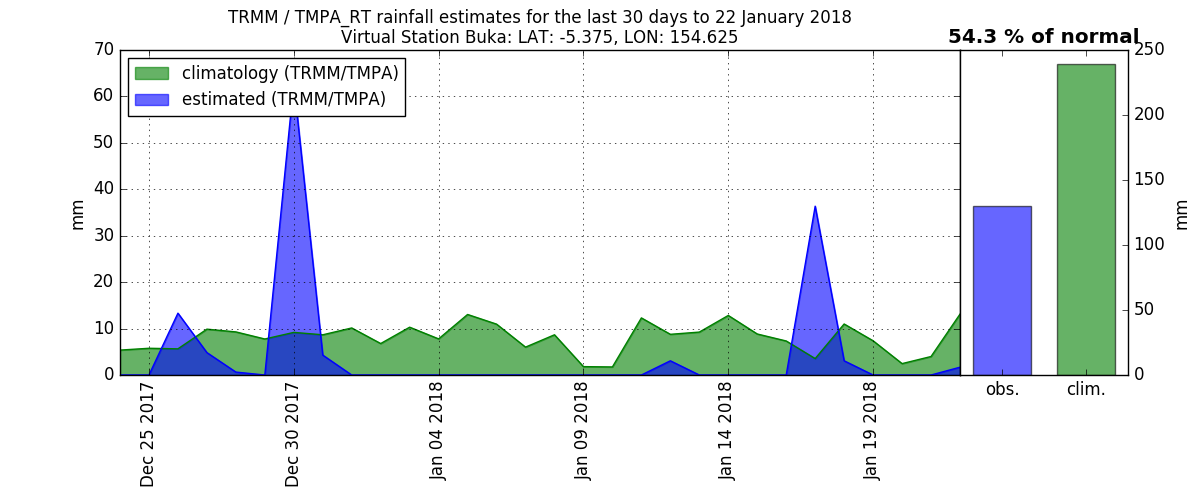 TRMM / TMPA_RT rainfall estimates for the last 30 days to 22 January 2018
Virtual Station Buka: LAT: -5.375, LON: 154.625
54.3 % of normal
climatology (TRMM/TMPA)
estimated (TRMM/TMPA)
70
60
50
40
30
20
10
0
mm
Dec 25 2017
Dec 30 2017
Jan 04 2018
Jan 09 2018
Jan 14 2018
Jan 19 2018
obs.
clim.
250
200
150
100
50
0
mm